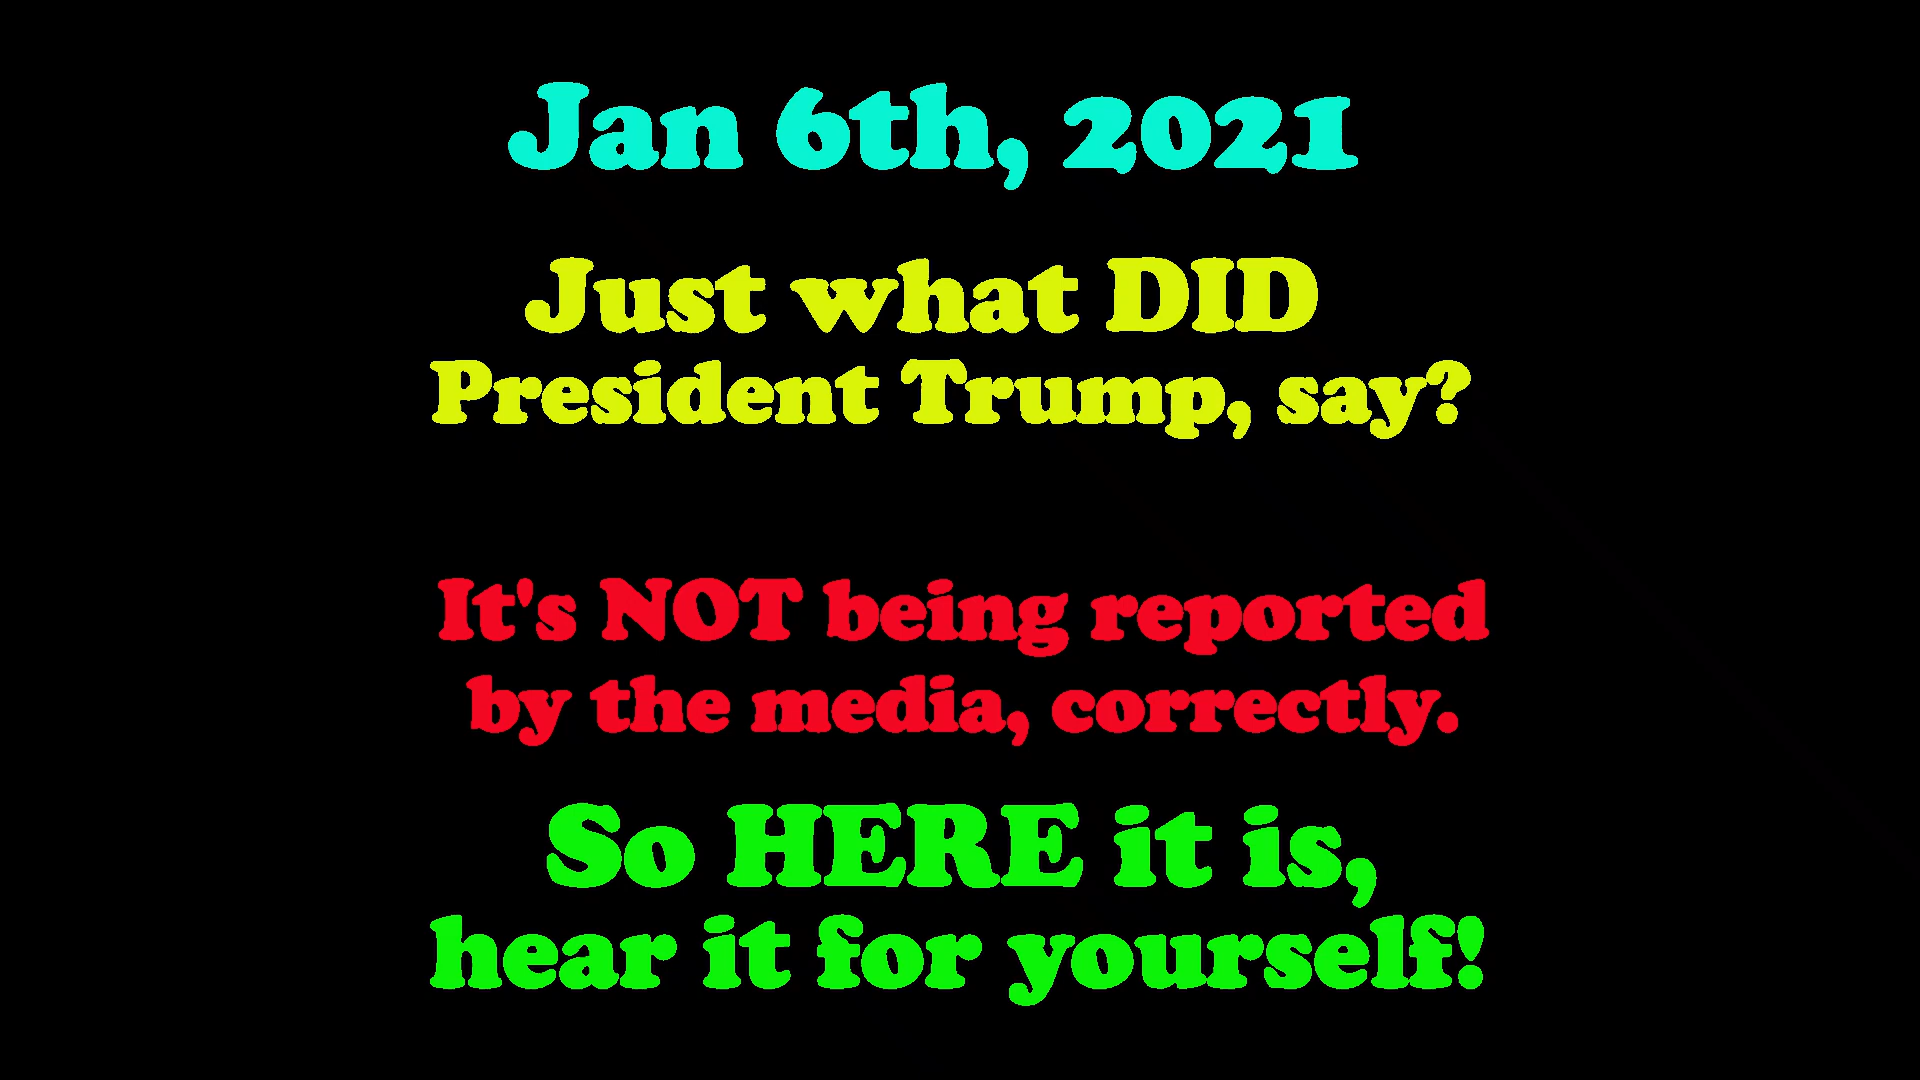 Jan 6th, 2021
Just what DID
President Trump, say?
It's NOT being reported
by the media, correctly.
So HERE it is,
hear it for yourself!